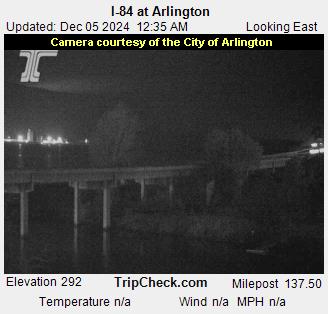 I-84 at Arlington
Updated: Dec 05 2024 12:35 AM Looking East
Camera courtesy of the City of Arlington
Elevation 292 TripCheck.com Milepost 137.50
Temperature n/a Wind n/a MPH n/a